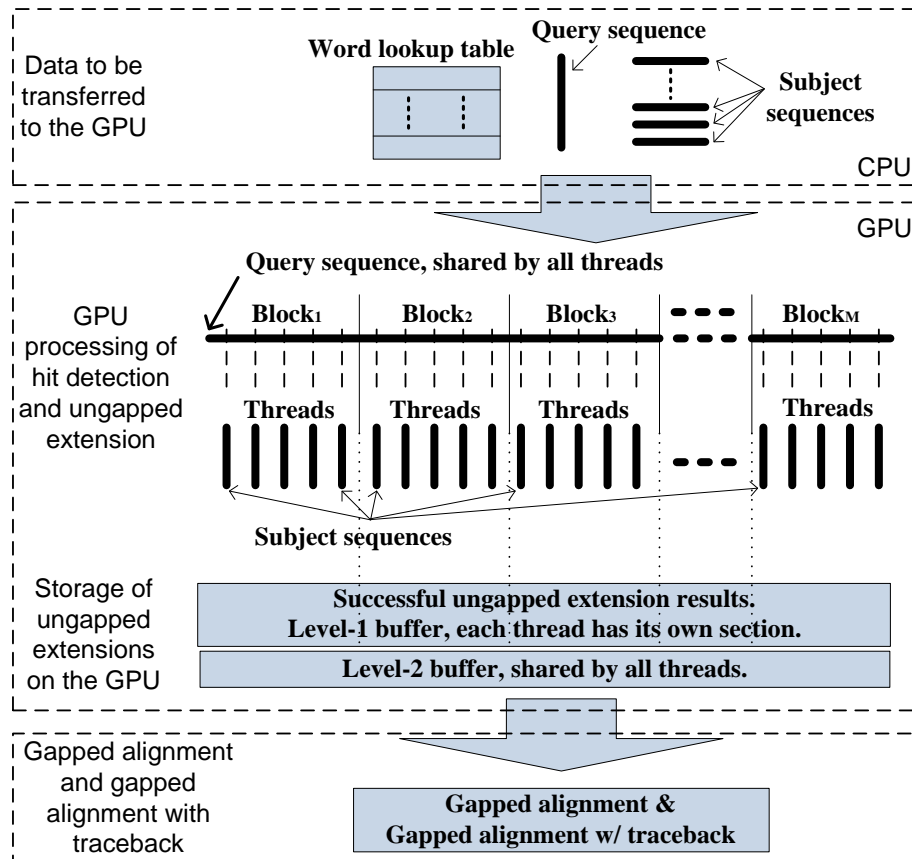 Data to be
transferred
to the GPU
Word lookup table
Query sequence
Subject
sequences
CPU
GPU
Query sequence, shared by all threads
GPU
processing of
hit detection
and ungapped
extension
Block1
Block2
Block3
BlockM
Threads
Threads
Threads
Threads
Subject sequences
Storage of
ungapped
extensions
on the GPU
Successful ungapped extension results.
Level-1 buffer, each thread has its own section.
Level-2 buffer, shared by all threads.
Gapped alignment
and gapped
alignment with
traceback
Gapped alignment &
Gapped alignment w/ traceback